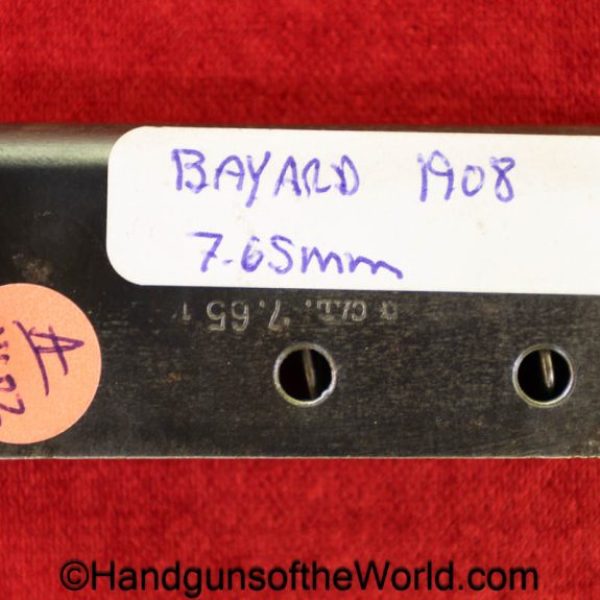 BAYARD 1908
7.65mm
CAL. 7.65
A
©HandgunsoftheWorld.com